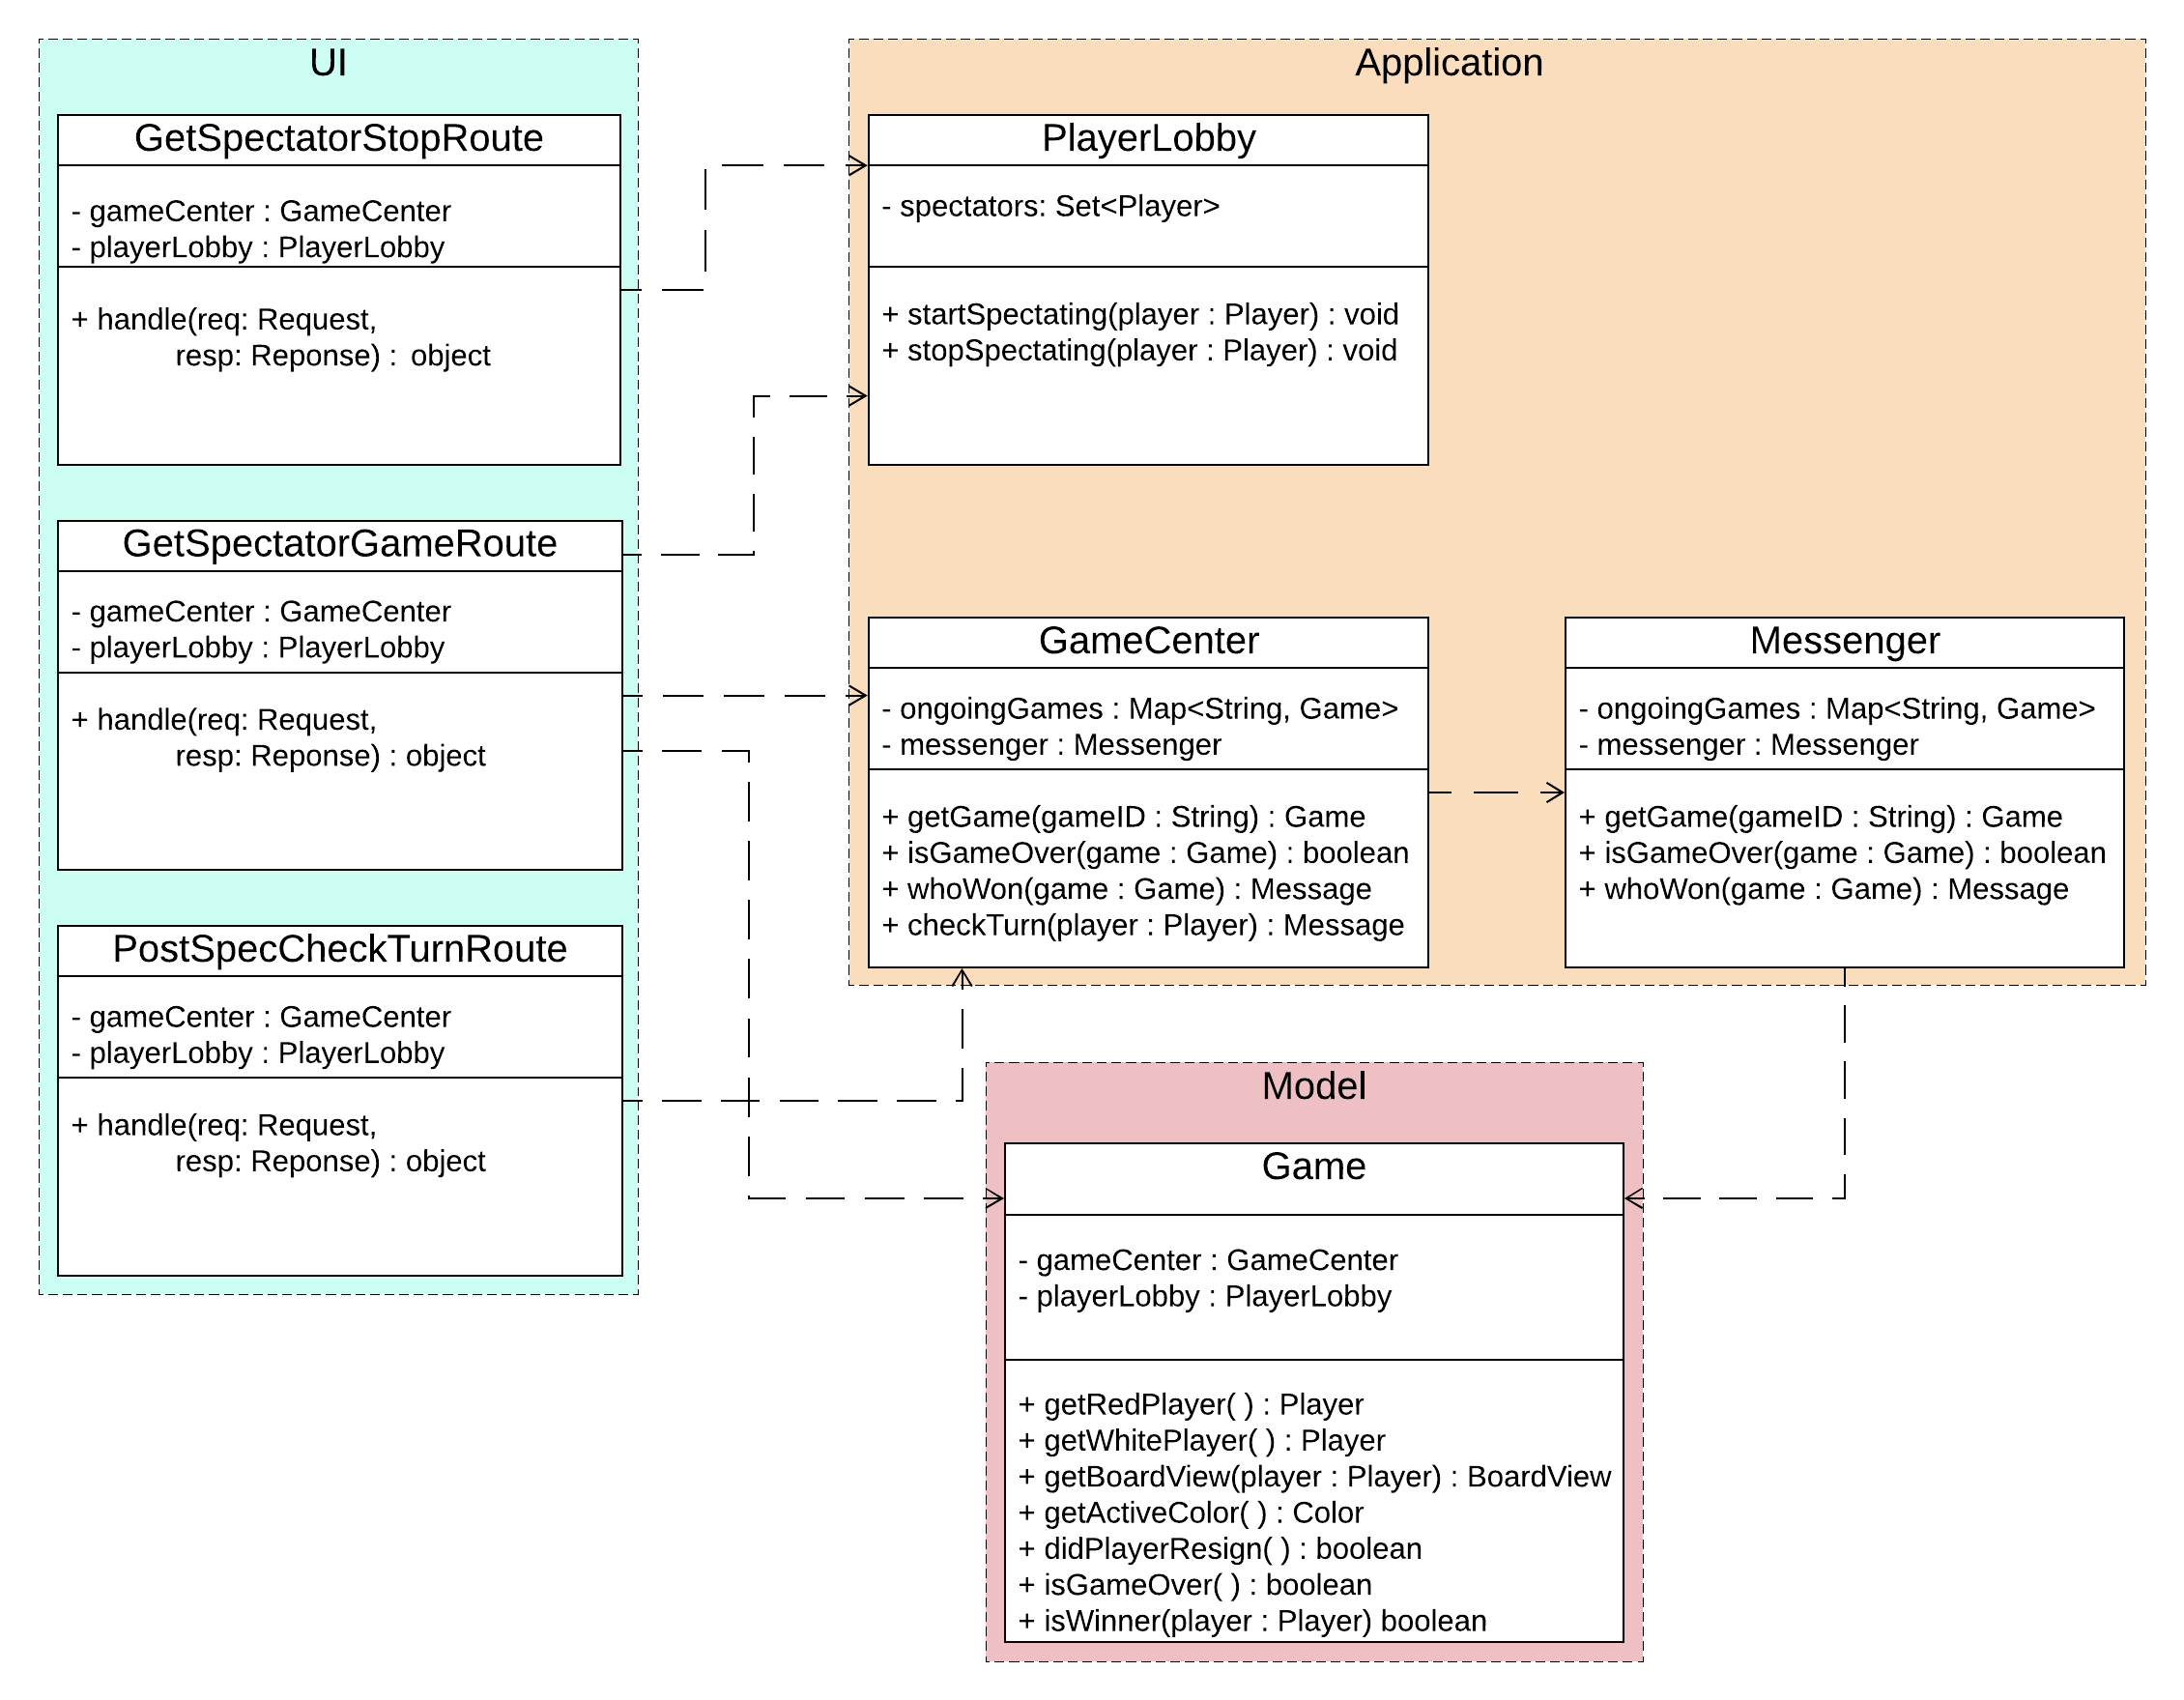 UI
GetSpectatorStopRoute
- gameCenter : GameCenter
- playerLobby : PlayerLobby
+ handle(req: Request,
resp: Reponse) : object
GetSpectatorGameRoute
- gameCenter : GameCenter
- playerLobby : PlayerLobby
+ handle(req: Request,
resp: Reponse) : object
PostSpecCheckTurnRoute
- gameCenter : GameCenter
- playerLobby : PlayerLobby
+ handle(req: Request,
resp: Reponse) : object
Application
PlayerLobby
- spectators: Set<Player>
+ startSpectating(player : Player) : void
+ stopSpectating(player : Player) : void
GameCenter
- ongoingGames : Map<String, Game>
- messenger : Messenger
+ getGame(gameID : String) : Game
+ isGameOver(game : Game) : boolean
+ whoWon(game : Game) : Message
+ checkTurn(player : Player) : Message
Messenger
- ongoingGames : Map<String, Game>
- messenger : Messenger
+ getGame(gameID : String) : Game
+ isGameOver(game : Game) : boolean
+ whoWon(game : Game) : Message
Model
Game
- gameCenter : GameCenter
- playerLobby : PlayerLobby
+ getRedPlayer( ) : Player
+ getWhitePlayer( ) : Player
+ getBoardView(player : Player) : BoardView
+ getActiveColor( ) : Color
+ didPlayerResign( ) : boolean
+ isGameOver( ) : boolean
+ isWinner(player : Player) boolean